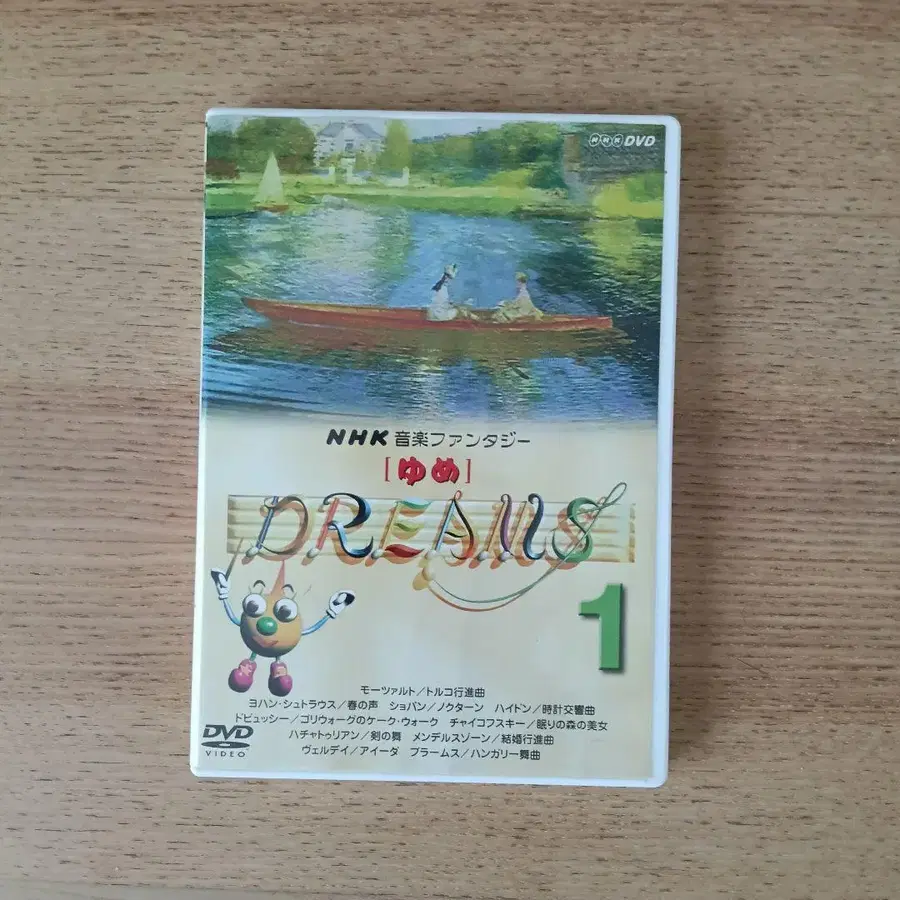 NHK DVD
NHK 音楽ファンタジー
[ゆめ]
DREAMS
1
モーツァルト/トルコ行進曲
ヨハン・シュトラウス/春の声 ショパン/ノクターン ハイドン/時計交響曲
ドビュッシー/ゴリウォーグのケーク・ウォーク チャイコフスキー/眠りの森の美女
ハチャトゥリアン/剣の舞 メンデルスゾーン/結婚行進曲
ヴェルディ/アイーダ ブラームス/ハンガリー舞曲
DVD
VIDEO